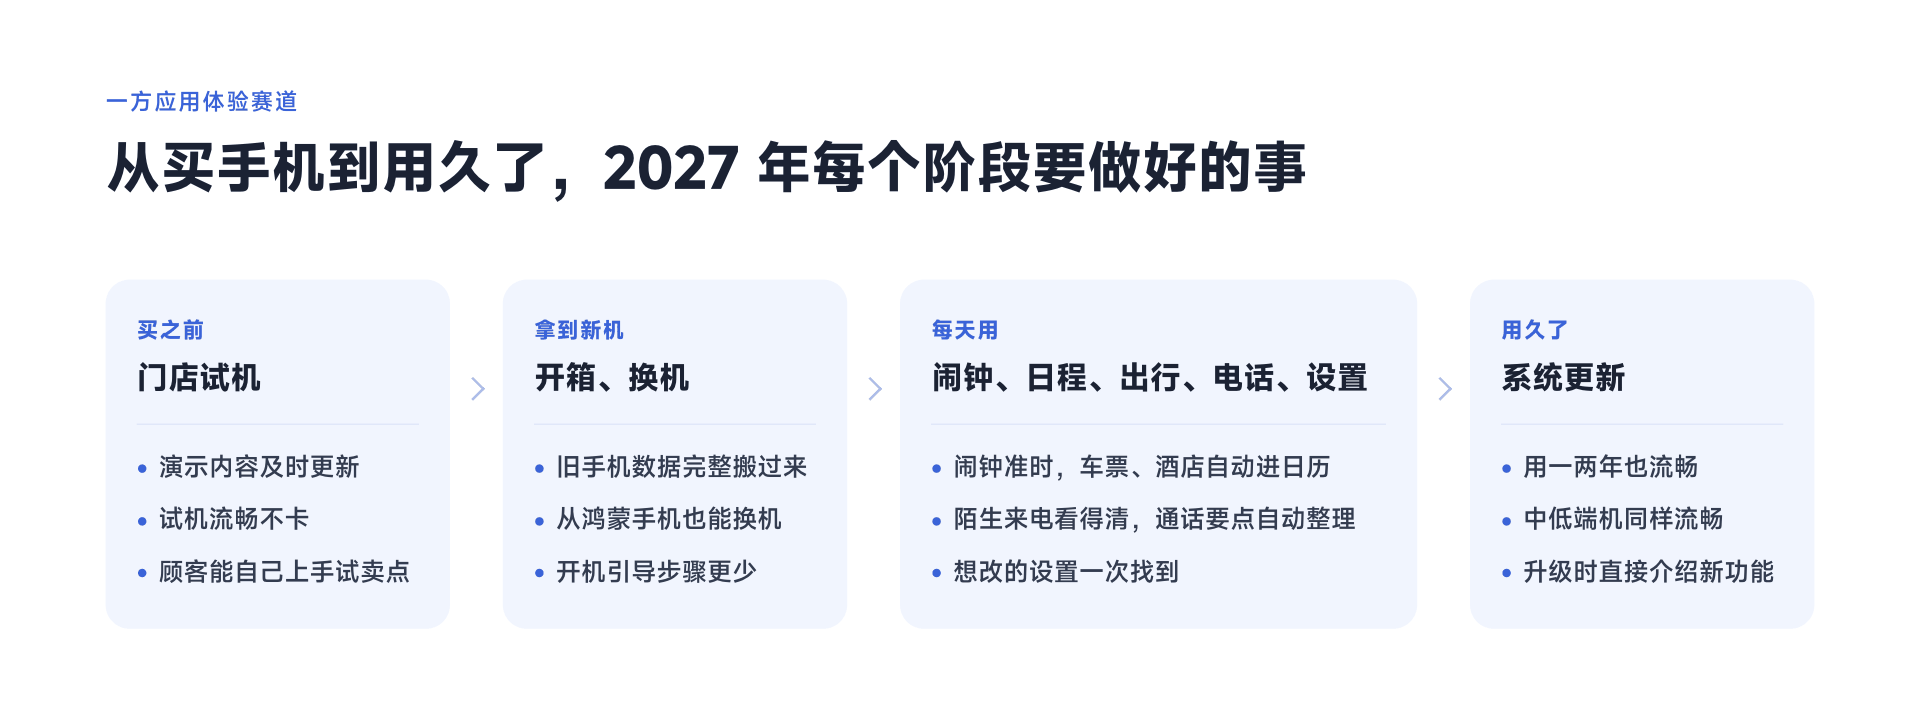 一方应用体验赛道
从买手机到用久了，2027 年每个阶段要做好的事
买之前
门店试机
演示内容及时更新
试机流畅不卡
顾客能自己上手试卖点
拿到新机
开箱、换机
旧手机数据完整搬过来
从鸿蒙手机也能换机
开机引导步骤更少
每天用
闹钟、日程、出行、电话、设置
闹钟准时，车票、酒店自动进日历
陌生来电看得清，通话要点自动整理
想改的设置一次找到
用久了
系统更新
用一两年也流畅
中低端机同样流畅
升级时直接介绍新功能